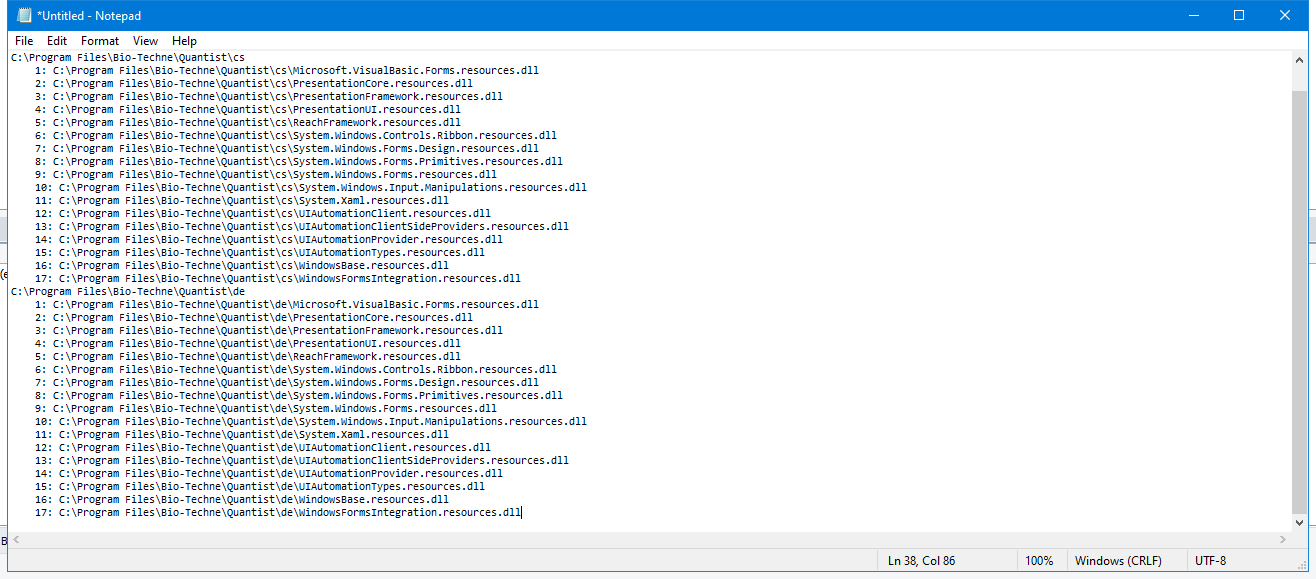 *Untitled - Notepad
File Edit Format View Help
C:\Program Files\Bio-Techne\Quantist\cs
1: C:\Program Files\Bio-Techne\Quantist\cs\Microsoft.VisualBasic.Forms.resources.dll
2: C:\Program Files\Bio-Techne\Quantist\cs\PresentationCore.resources.dll
3: C:\Program Files\Bio-Techne\Quantist\cs\PresentationFramework.resources.dll
4: C:\Program Files\Bio-Techne\Quantist\cs\PresentationUI.resources.dll
5: C:\Program Files\Bio-Techne\Quantist\cs\ReachFramework.resources.dll
6: C:\Program Files\Bio-Techne\Quantist\cs\System.Windows.Controls.Ribbon.resources.dll
7: C:\Program Files\Bio-Techne\Quantist\cs\System.Windows.Forms.Design.resources.dll
8: C:\Program Files\Bio-Techne\Quantist\cs\System.Windows.Forms.Primitives.resources.dll
9: C:\Program Files\Bio-Techne\Quantist\cs\System.Windows.Forms.resources.dll
10: C:\Program Files\Bio-Techne\Quantist\cs\System.Windows.Input.Manipulations.resources.dll
11: C:\Program Files\Bio-Techne\Quantist\cs\System.Xaml.resources.dll
12: C:\Program Files\Bio-Techne\Quantist\cs\UIAutomationClient.resources.dll
13: C:\Program Files\Bio-Techne\Quantist\cs\UIAutomationClientSideProviders.resources.dll
14: C:\Program Files\Bio-Techne\Quantist\cs\UIAutomationProvider.resources.dll
15: C:\Program Files\Bio-Techne\Quantist\cs\UIAutomationTypes.resources.dll
16: C:\Program Files\Bio-Techne\Quantist\cs\WindowsBase.resources.dll
17: C:\Program Files\Bio-Techne\Quantist\cs\WindowsFormsIntegration.resources.dll
C:\Program Files\Bio-Techne\Quantist\de
1: C:\Program Files\Bio-Techne\Quantist\de\Microsoft.VisualBasic.Forms.resources.dll
2: C:\Program Files\Bio-Techne\Quantist\de\PresentationCore.resources.dll
3: C:\Program Files\Bio-Techne\Quantist\de\PresentationFramework.resources.dll
4: C:\Program Files\Bio-Techne\Quantist\de\PresentationUI.resources.dll
5: C:\Program Files\Bio-Techne\Quantist\de\ReachFramework.resources.dll
6: C:\Program Files\Bio-Techne\Quantist\de\System.Windows.Controls.Ribbon.resources.dll
7: C:\Program Files\Bio-Techne\Quantist\de\System.Windows.Forms.Design.resources.dll
8: C:\Program Files\Bio-Techne\Quantist\de\System.Windows.Forms.Primitives.resources.dll
9: C:\Program Files\Bio-Techne\Quantist\de\System.Windows.Forms.resources.dll
10: C:\Program Files\Bio-Techne\Quantist\de\System.Windows.Input.Manipulations.resources.dll
11: C:\Program Files\Bio-Techne\Quantist\de\System.Xaml.resources.dll
12: C:\Program Files\Bio-Techne\Quantist\de\UIAutomationClient.resources.dll
13: C:\Program Files\Bio-Techne\Quantist\de\UIAutomationClientSideProviders.resources.dll
14: C:\Program Files\Bio-Techne\Quantist\de\UIAutomationProvider.resources.dll
15: C:\Program Files\Bio-Techne\Quantist\de\UIAutomationTypes.resources.dll
16: C:\Program Files\Bio-Techne\Quantist\de\WindowsBase.resources.dll
17: C:\Program Files\Bio-Techne\Quantist\de\WindowsFormsIntegration.resources.dll
Ln 38, Col 86 100% Windows (CRLF) UTF-8